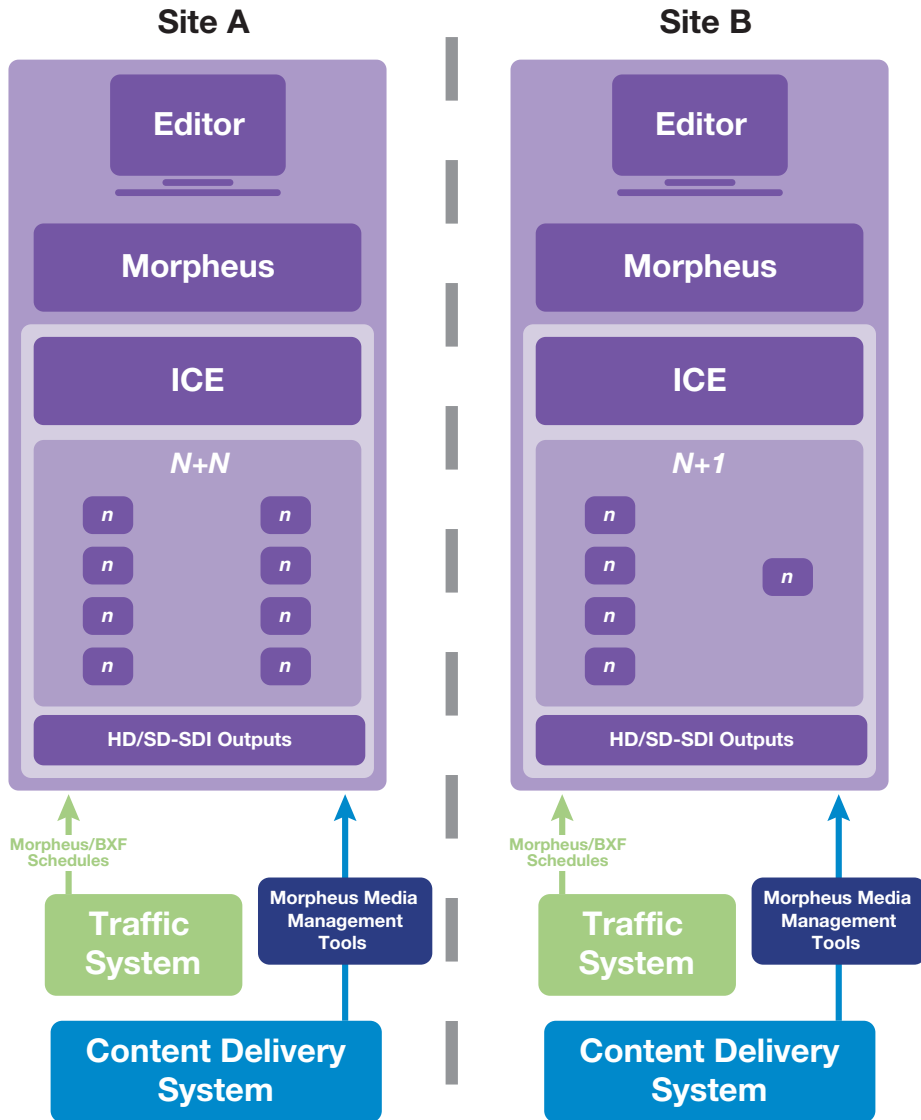 Site A
Editor
Morpheus
ICE
N+N
n n
n n
n n
n n
HD/SD-SDI Outputs
Morpheus/BXF
Schedules
Traffic
System
Morpheus Media
Management
Tools
Content Delivery
System
Site B
Editor
Morpheus
ICE
N+1
n
n
n
n
n
HD/SD-SDI Outputs
Morpheus/BXF
Schedules
Traffic
System
Morpheus Media
Management
Tools
Content Delivery
System